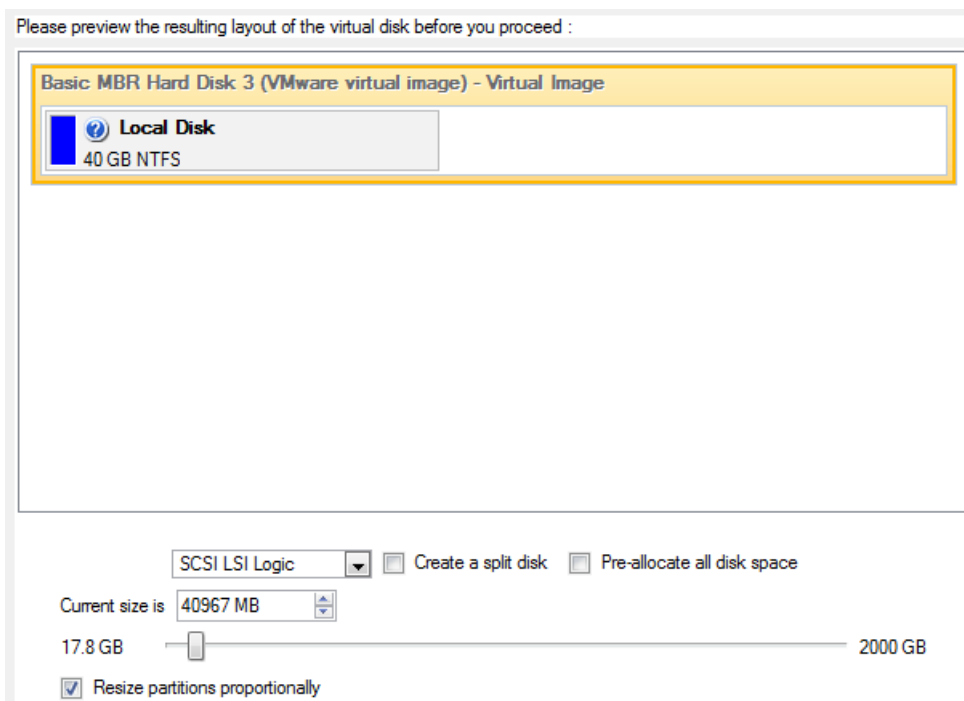 Please preview the resulting layout of the virtual disk before you proceed :
Basic MBR Hard Disk 3 (VMware virtual image) - Virtual Image
? Local Disk
40 GB NTFS
SCSI LSI Logic Create a split disk Pre-allocate all disk space
Current size is 40967 MB
17.8 GB 2000 GB
Resize partitions proportionally